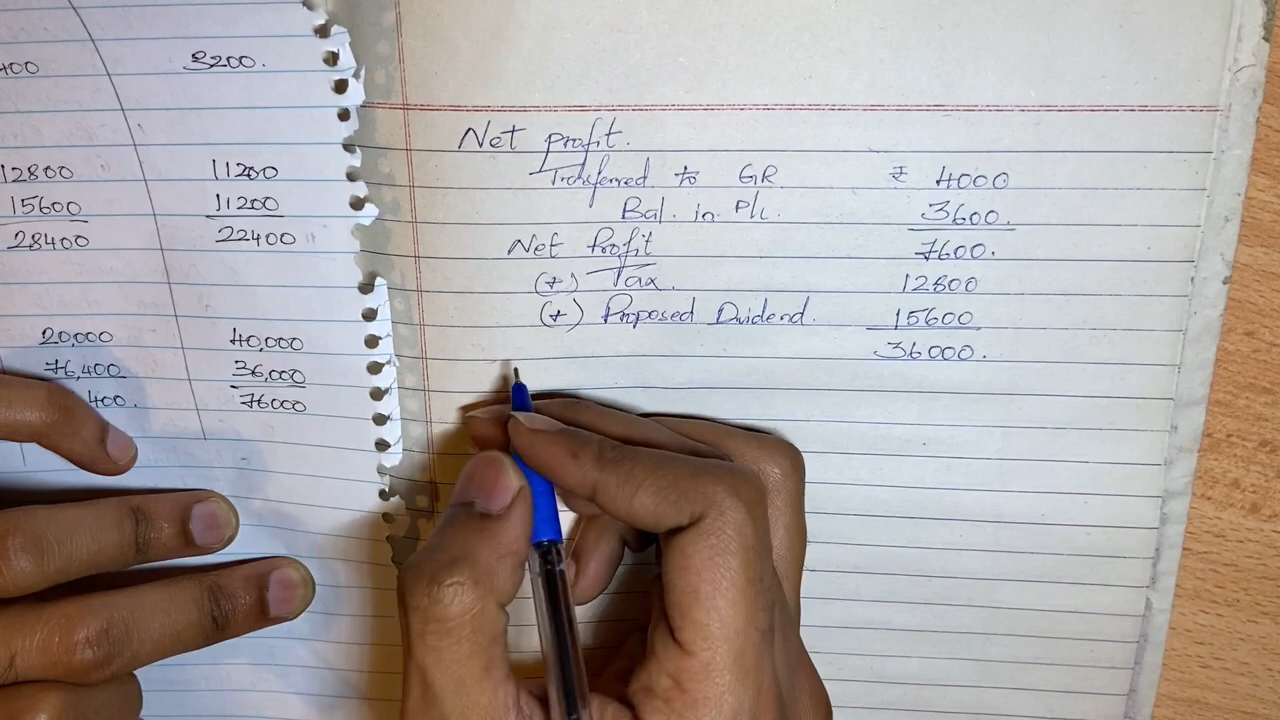 400 3200.
12800 11200
15600 11200
28400 22400
20,000 40,000
76,400 36,000
400. 76000
Net profit.
Transferred to GR ₹ 4000
Bal. in P/L. 3600.
Net Profit 7600.
(+) Tax. 12800
(+) Proposed Dividend. 15600
36000.